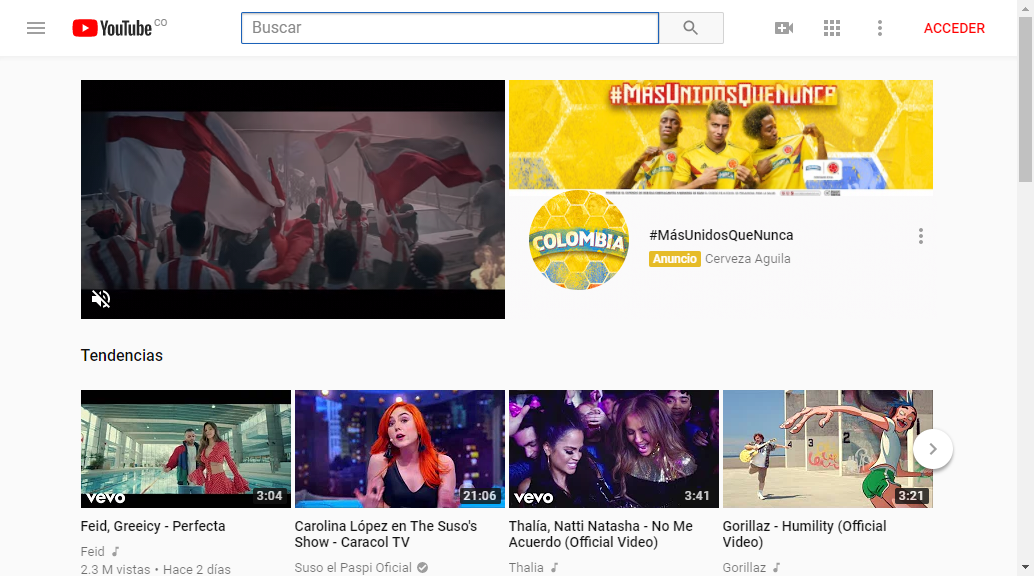 YouTube CO
Buscar
ACCEDER
#MÁSUNIDOSQUENUNCA
COLOMBIA
#MásUnidosQueNunca
Anuncio Cerveza Aguila
Tendencias
vevo 3:04
21:06
vevo 3:41
2
3
4
3:21
Feid, Greeicy - Perfecta
Feid
2.3 M vistas • Hace 2 días
Carolina López en The Suso's
Show - Caracol TV
Suso el Paspi Oficial
Thalía, Natti Natasha - No Me
Acuerdo (Official Video)
Thalia
Gorillaz - Humility (Official
Video)
Gorillaz